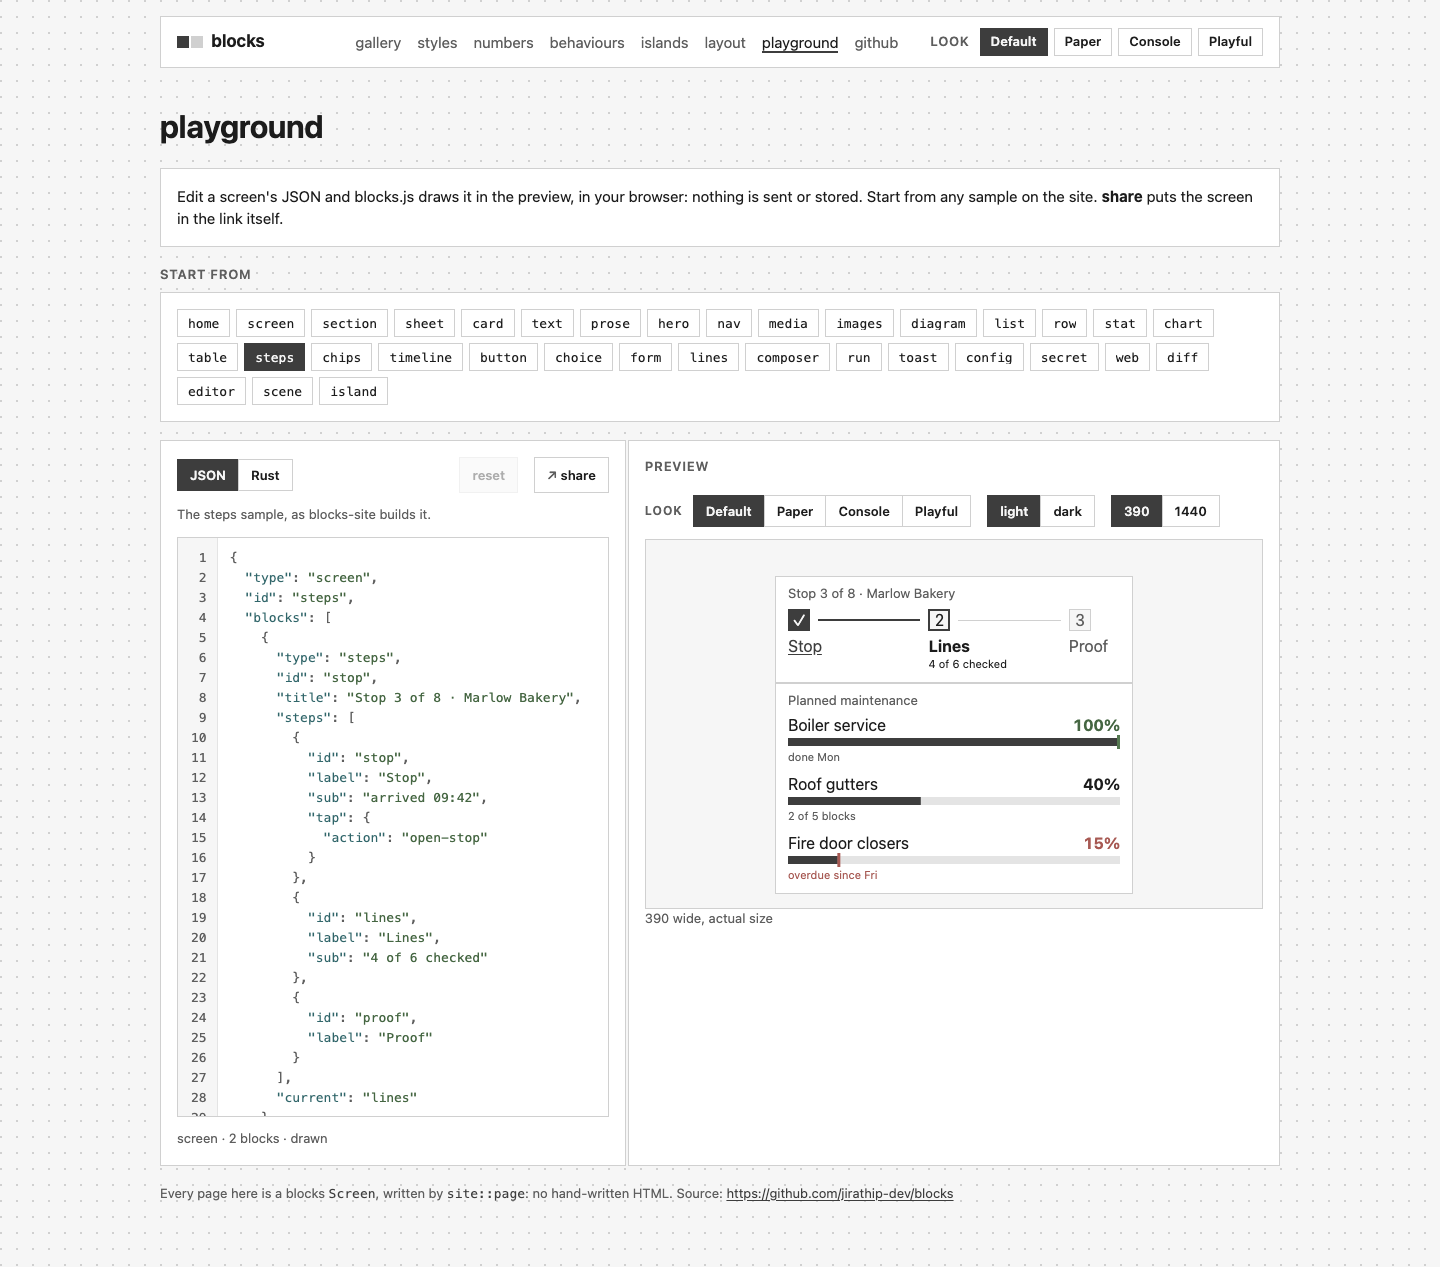 blocks
gallery styles numbers behaviours islands layout playground github LOOK Default Paper Console Playful
playground
Edit a screen's JSON and blocks.js draws it in the preview, in your browser: nothing is sent or stored. Start from any sample on the site. share puts the screen
in the link itself.
START FROM
home screen section sheet card text prose hero nav media images diagram list row stat chart
table steps chips timeline button choice form lines composer run toast config secret web diff
editor scene island
JSON Rust reset ↗ share
The steps sample, as blocks-site builds it.
1 {
2 "type": "screen",
3 "id": "steps",
4 "blocks": [
5 {
6 "type": "steps",
7 "id": "stop",
8 "title": "Stop 3 of 8 · Marlow Bakery",
9 "steps": [
10 {
11 "id": "stop",
12 "label": "Stop",
13 "sub": "arrived 09:42",
14 "tap": {
15 "action": "open-stop"
16 }
17 },
18 {
19 "id": "lines",
20 "label": "Lines",
21 "sub": "4 of 6 checked"
22 },
23 {
24 "id": "proof",
25 "label": "Proof"
26 }
27 ],
28 "current": "lines"
29 }
screen · 2 blocks · drawn
PREVIEW
LOOK Default Paper Console Playful light dark 390 1440
Stop 3 of 8 · Marlow Bakery
✓ 2 3
Stop Lines Proof
4 of 6 checked
Planned maintenance
Boiler service 100%
done Mon
Roof gutters 40%
2 of 5 blocks
Fire door closers 15%
overdue since Fri
390 wide, actual size
Every page here is a blocks Screen, written by site::page: no hand-written HTML. Source: https://github.com/jirathip-dev/blocks